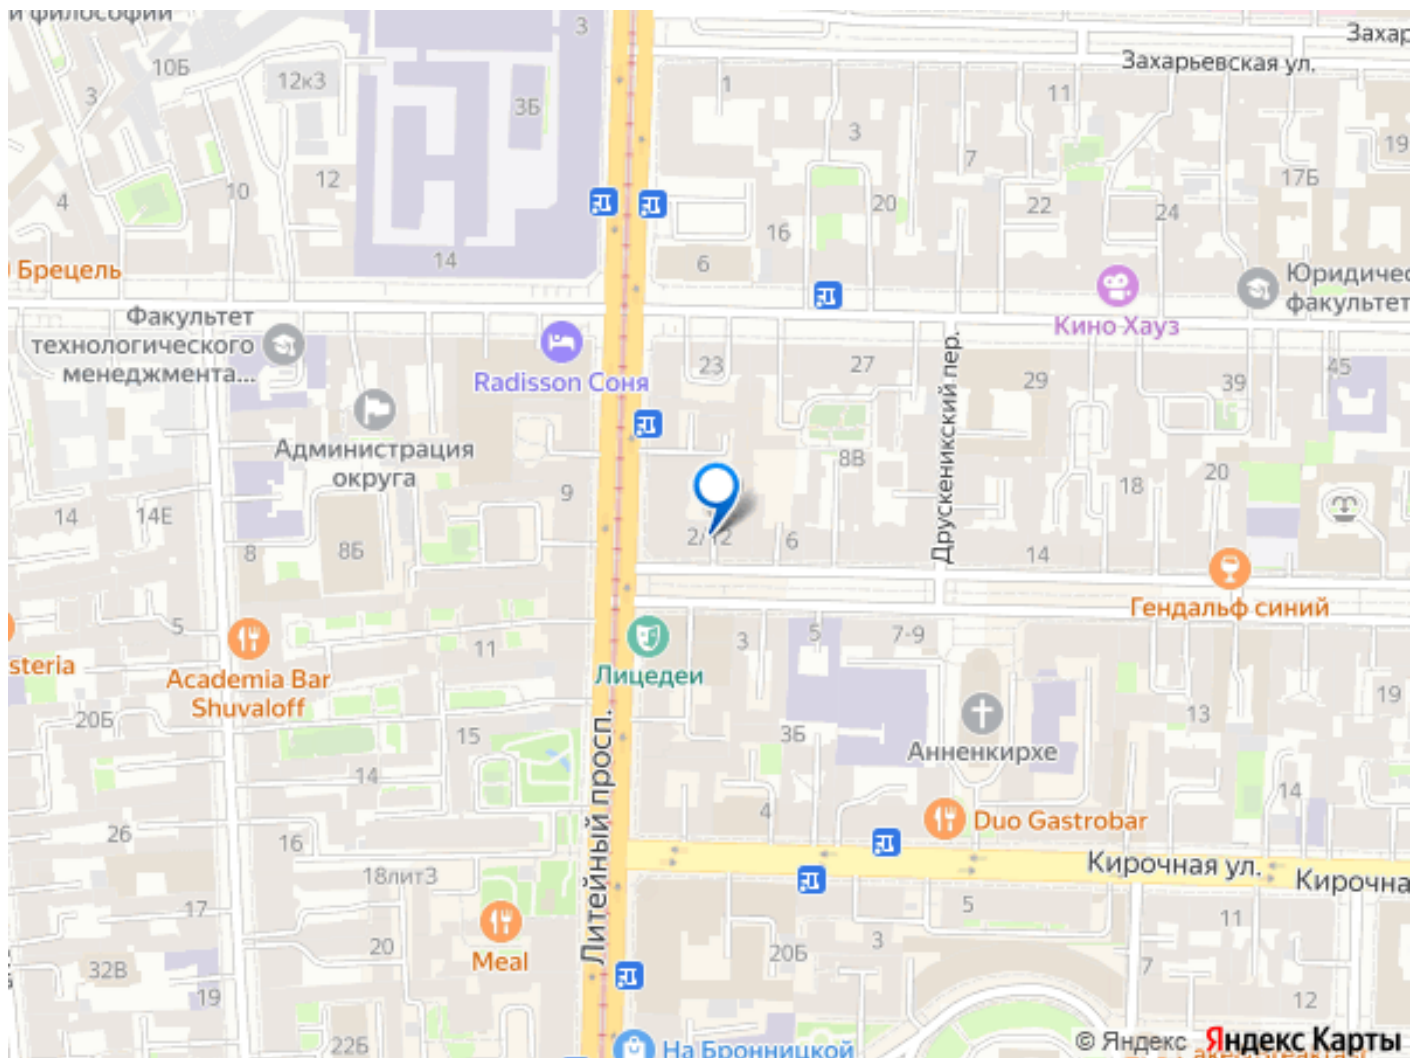 и философии
3
Захар
Захарьевская ул.
10Б
12к3
3Б
3
1
11
3
19
7
17Б
12
10
4
22
20
24
16
14
6
Брецель
Юридичес
факультет
Факультет
технологического
менеджмента...
Кино Хауз
Radisson Соня
23
27
29
39
45
Друскеникский пер.
Администрация
округа
8В
9
18
20
14
14Е
8
8Б
2/12
6
14
Гендальф синий
5
11
Лицедеи
3
5
7-9
steria
Academia Bar
Shuvaloff
20Б
15
14
3Б
Анненкирхе
13
19
Литейный просп.
26
16
4
Duo Gastrobar
14
Кирочная ул.
Кирочна
18лит3
17
20
Meal
5
3
20Б
11
7
12
32В
19
22Б
На Бронницкой
© Яндекс Яндекс Карты